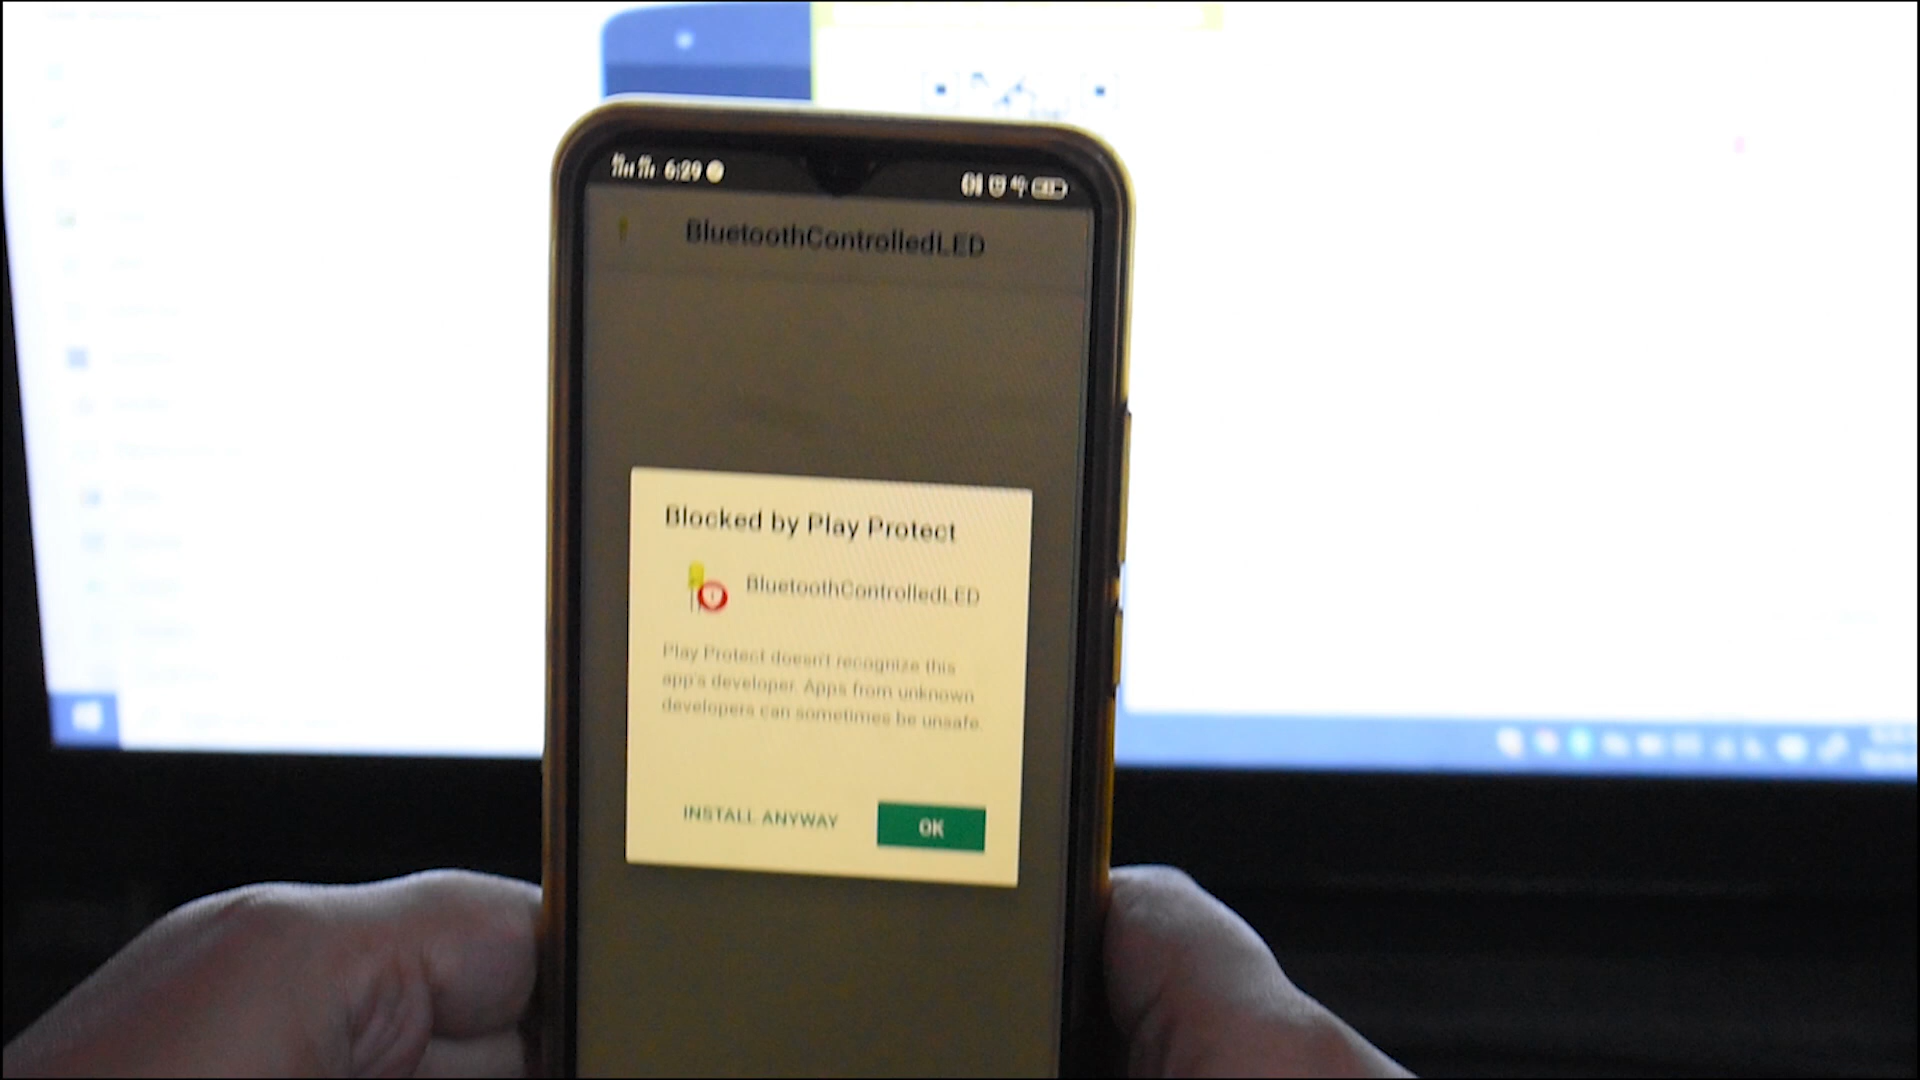 6:29
BluetoothControlledLED
Blocked by Play Protect
BluetoothControlledLED
Play Protect doesn't recognize this
app's developer. Apps from unknown
developers can sometimes be unsafe.
INSTALL ANYWAY
OK